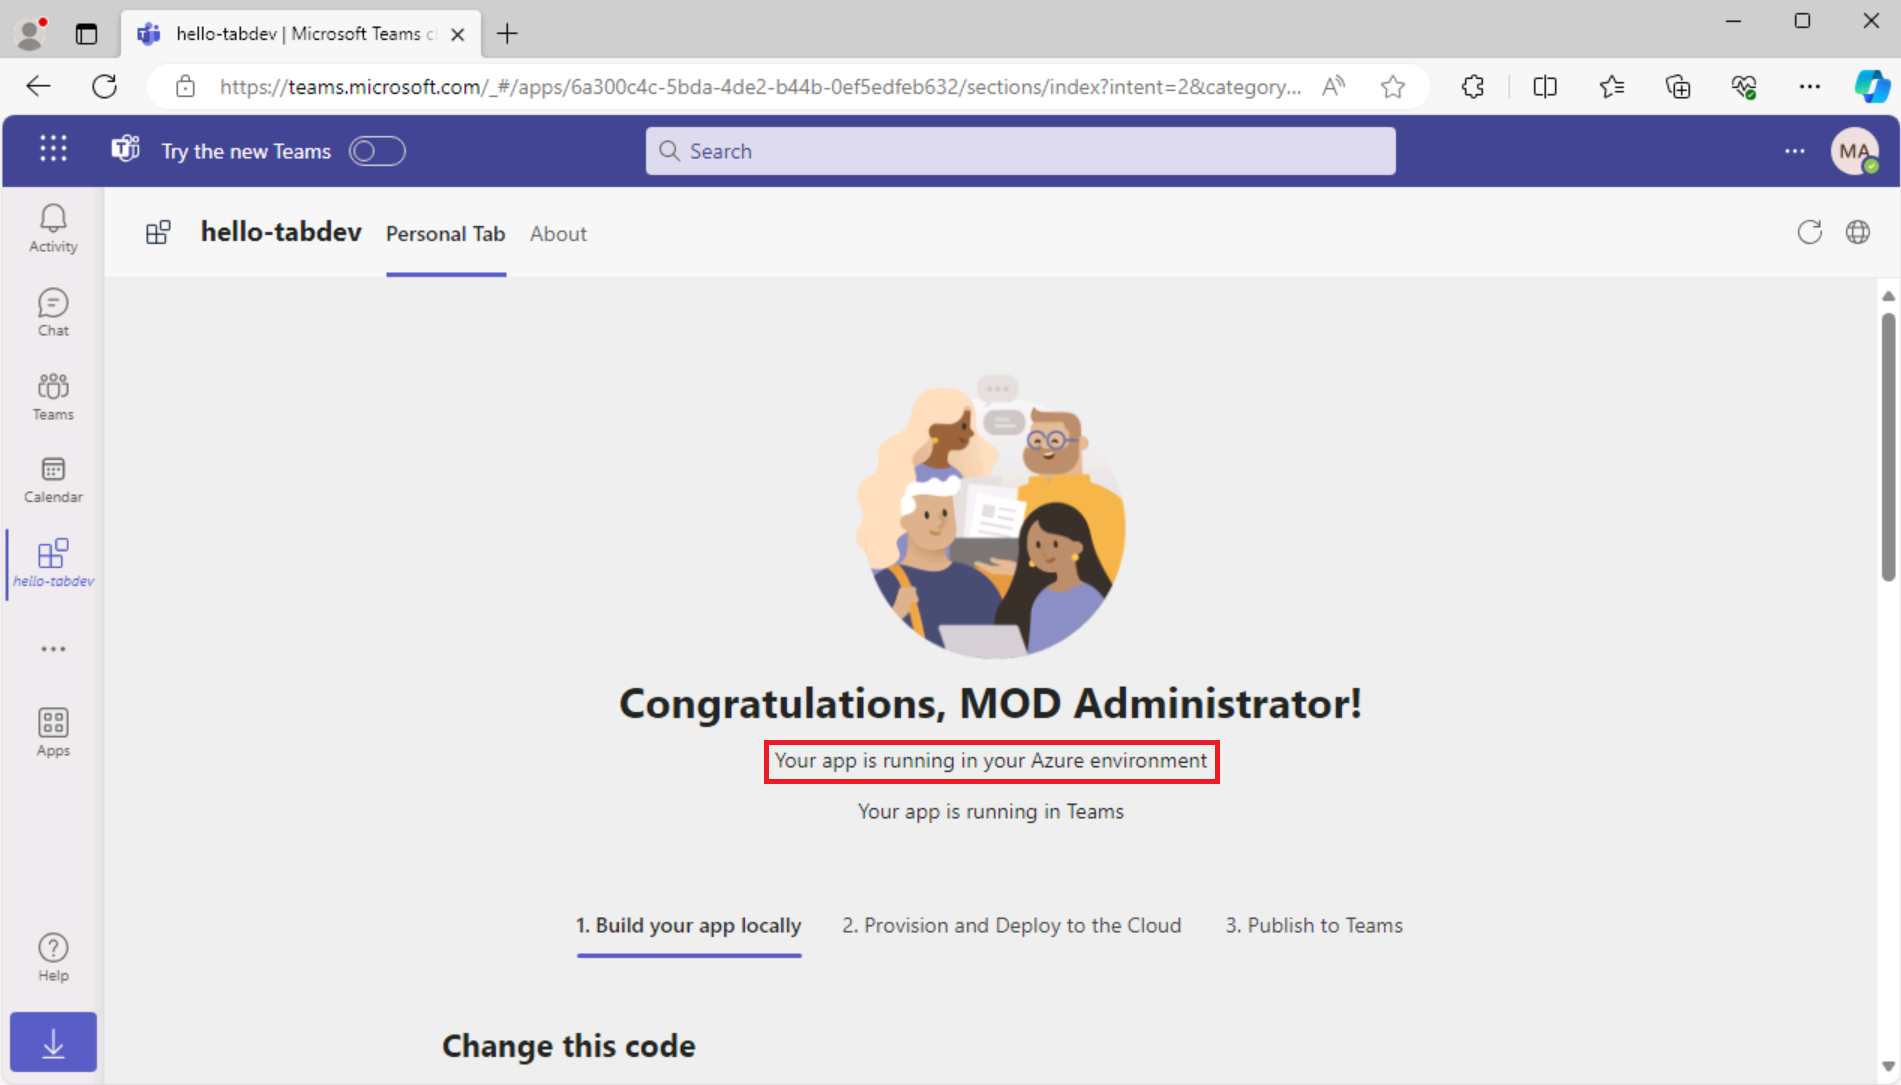 hello-tabdev | Microsoft Teams
https://teams.microsoft.com/_#/apps/6a300c4c-5bda-4de2-b44b-0ef5edfeb632/sections/index?intent=2&category...
Try the new Teams
Search
MA
hello-tabdev
Personal Tab
About
Activity
Chat
Teams
Calendar
hello-tabdev
Apps
Help
Congratulations, MOD Administrator!
Your app is running in your Azure environment
Your app is running in Teams
1. Build your app locally
2. Provision and Deploy to the Cloud
3. Publish to Teams
Change this code